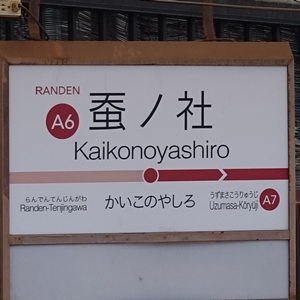 RANDEN
A6
蚕ノ社
Kaikonoyashiro
らんでんてんじんがわ
Randen-Tenjingawa
かいこのやしろ
うずまさこうりゅうじ
Uzumasa-Kōryūji
A7